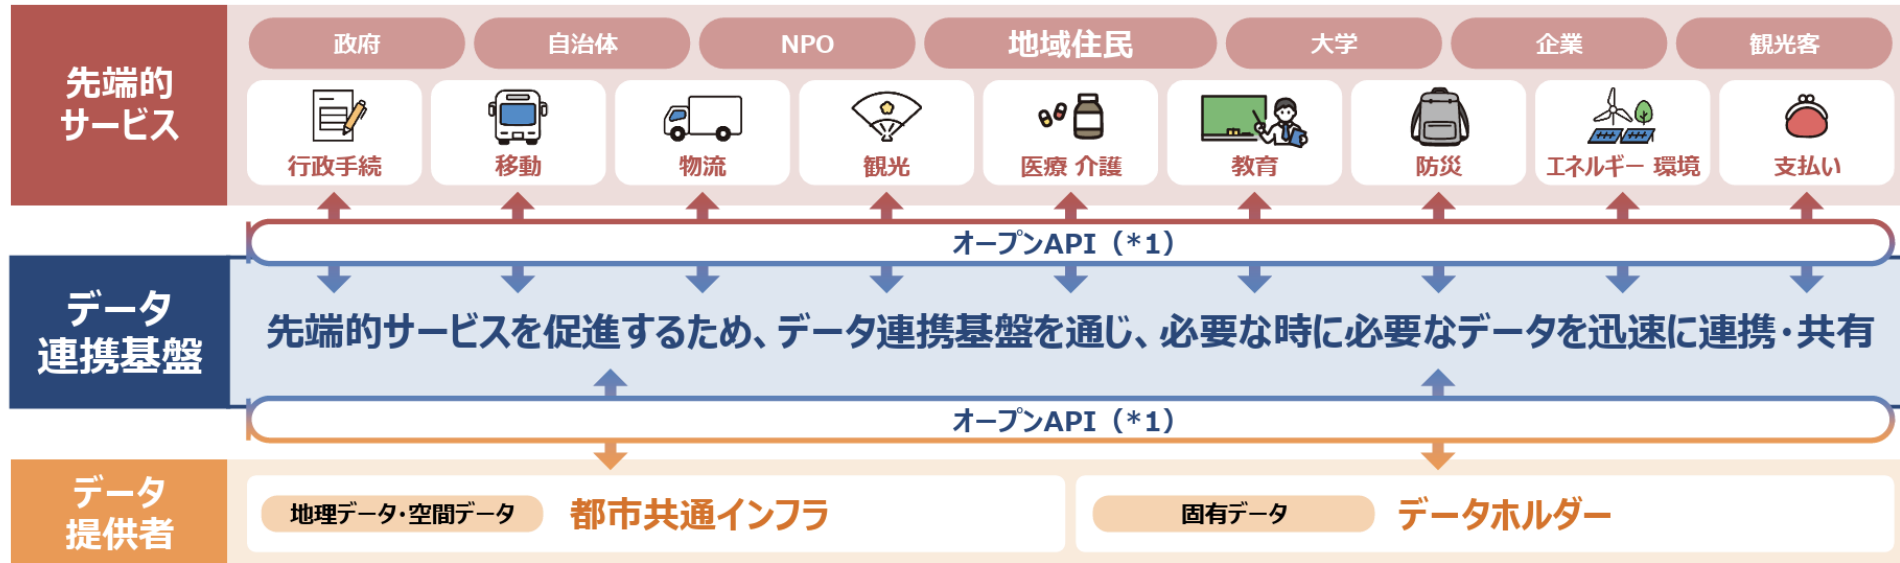 先端的
サービス
政府
自治体
NPO
地域住民
大学
企業
観光客
行政手続
移動
物流
観光
医療 介護
教育
防災
エネルギー 環境
支払い
オープンAPI（*1）
データ
連携基盤
先端的サービスを促進するため、データ連携基盤を通じ、必要な時に必要なデータを迅速に連携・共有
オープンAPI（*1）
データ
提供者
地理データ・空間データ
都市共通インフラ
固有データ
データホルダー